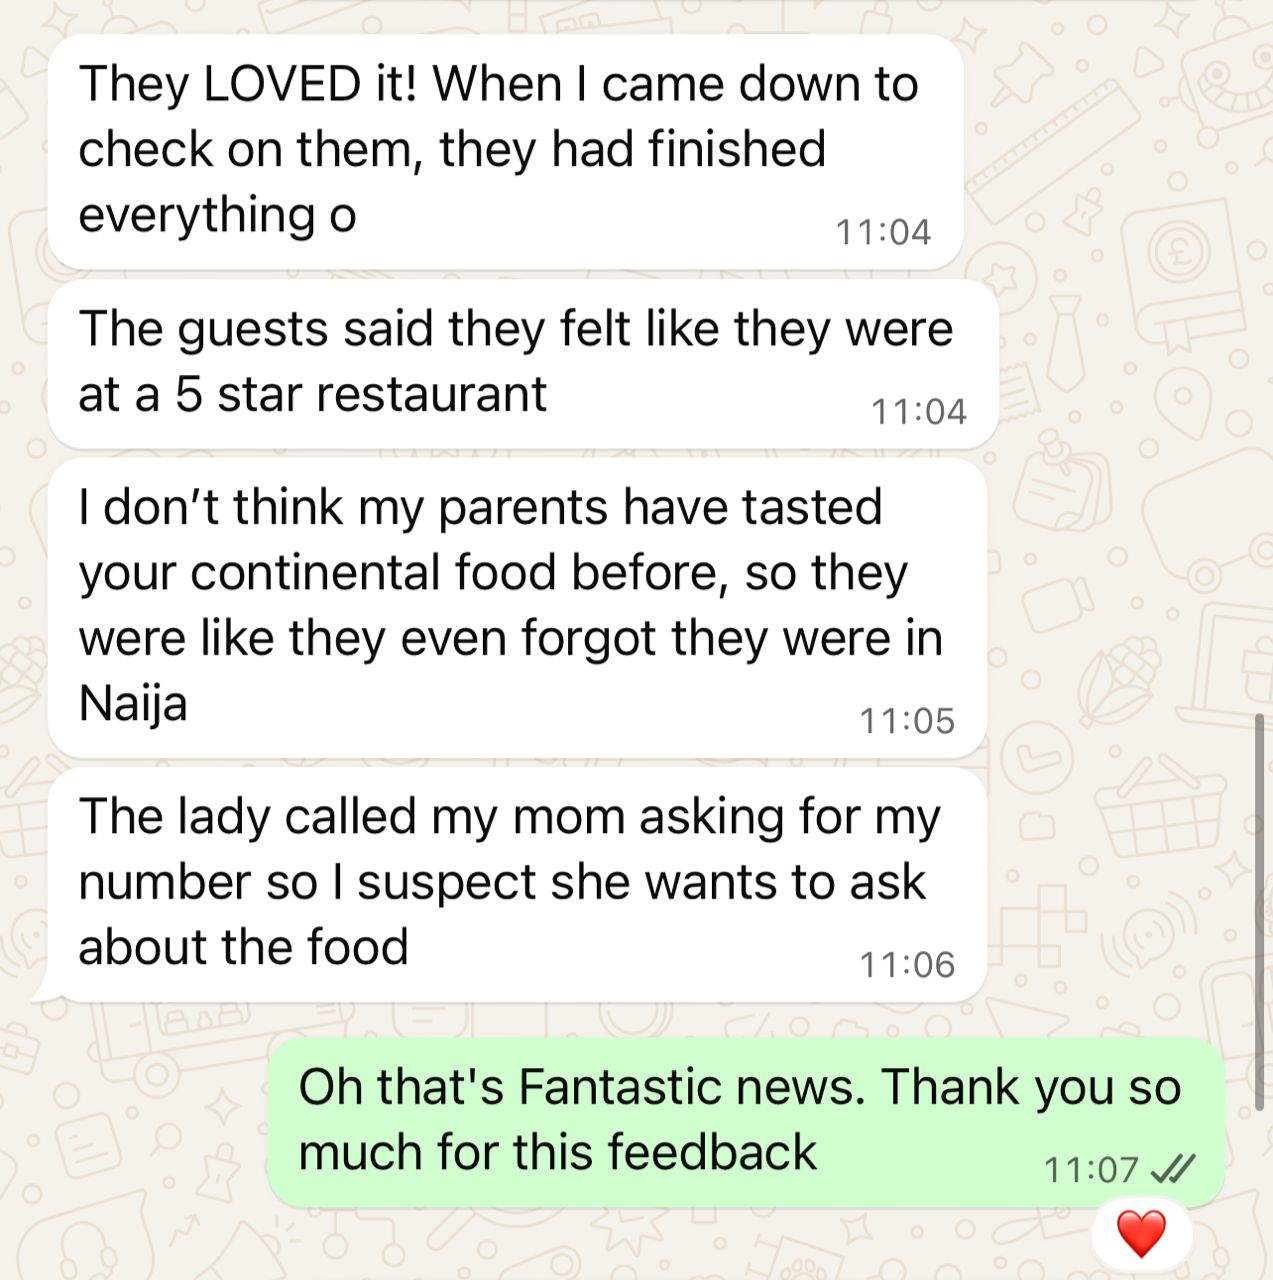 They LOVED it! When I came down to
check on them, they had finished
everything o
11:04
The guests said they felt like they were
at a 5 star restaurant
11:04
I don’t think my parents have tasted
your continental food before, so they
were like they even forgot they were in
Naija
11:05
The lady called my mom asking for my
number so I suspect she wants to ask
about the food
11:06
Oh that's Fantastic news. Thank you so
much for this feedback
11:07